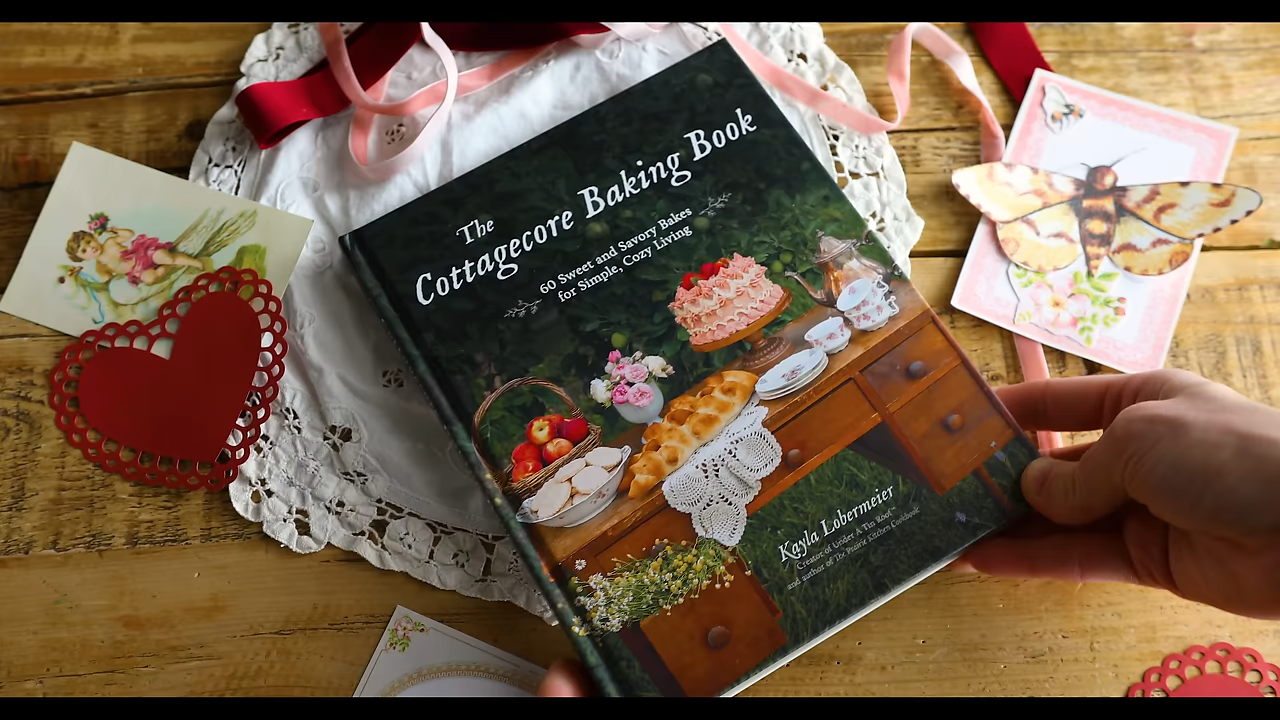 The
Cottagecore Baking Book
60 Sweet and Savory Bakes
for Simple, Cozy Living
Kayla Lobermeier
Creator of Under A Tin Roof™
and author of The Prairie Kitchen Cookbook